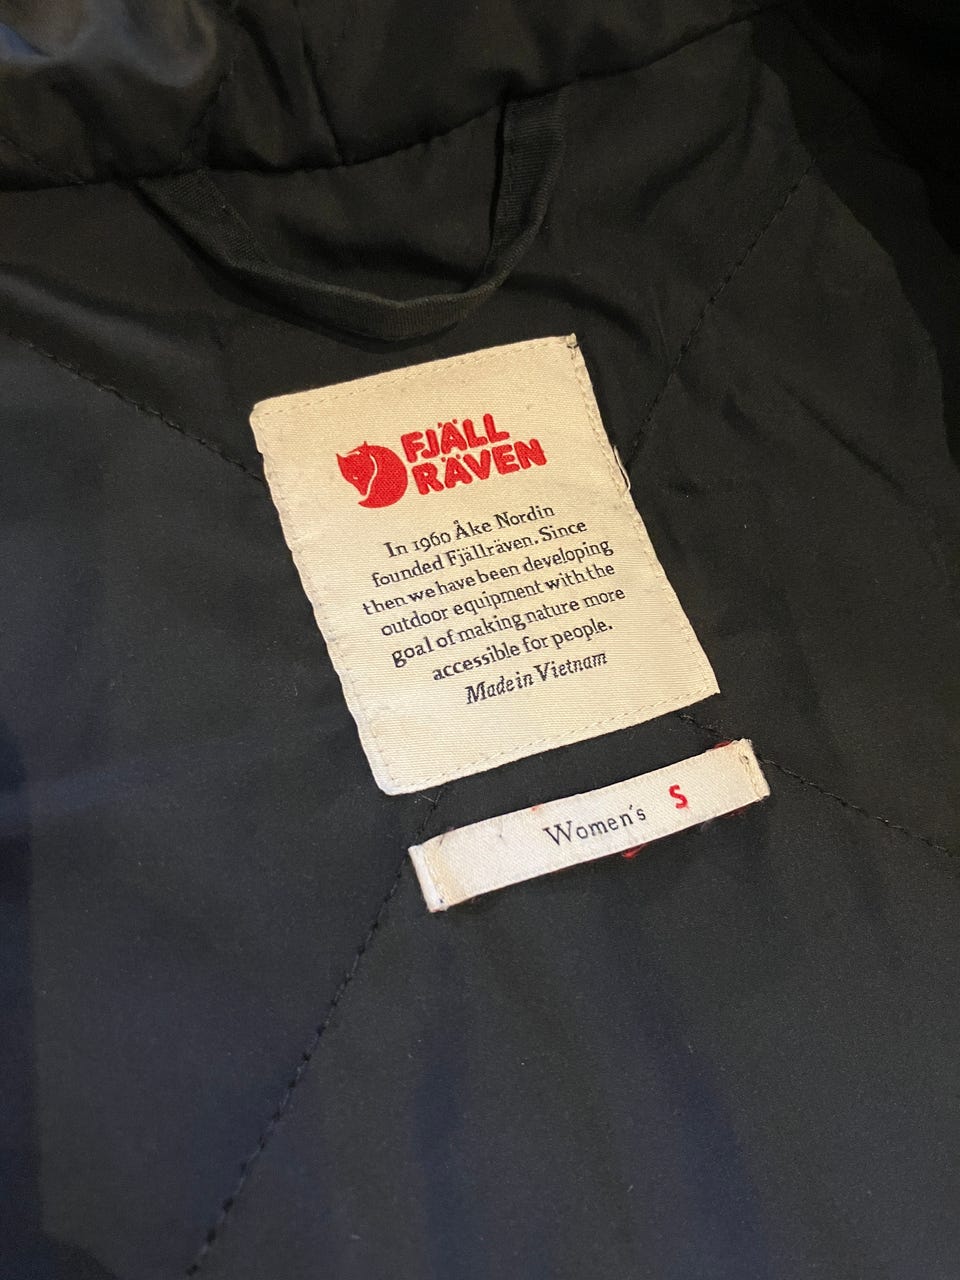 FJÄLL
RÄVEN
In 1960 Åke Nordin
founded Fjällräven. Since
then we have been developing
outdoor equipment with the
goal of making nature more
accessible for people.
Made in Vietnam
Women's S